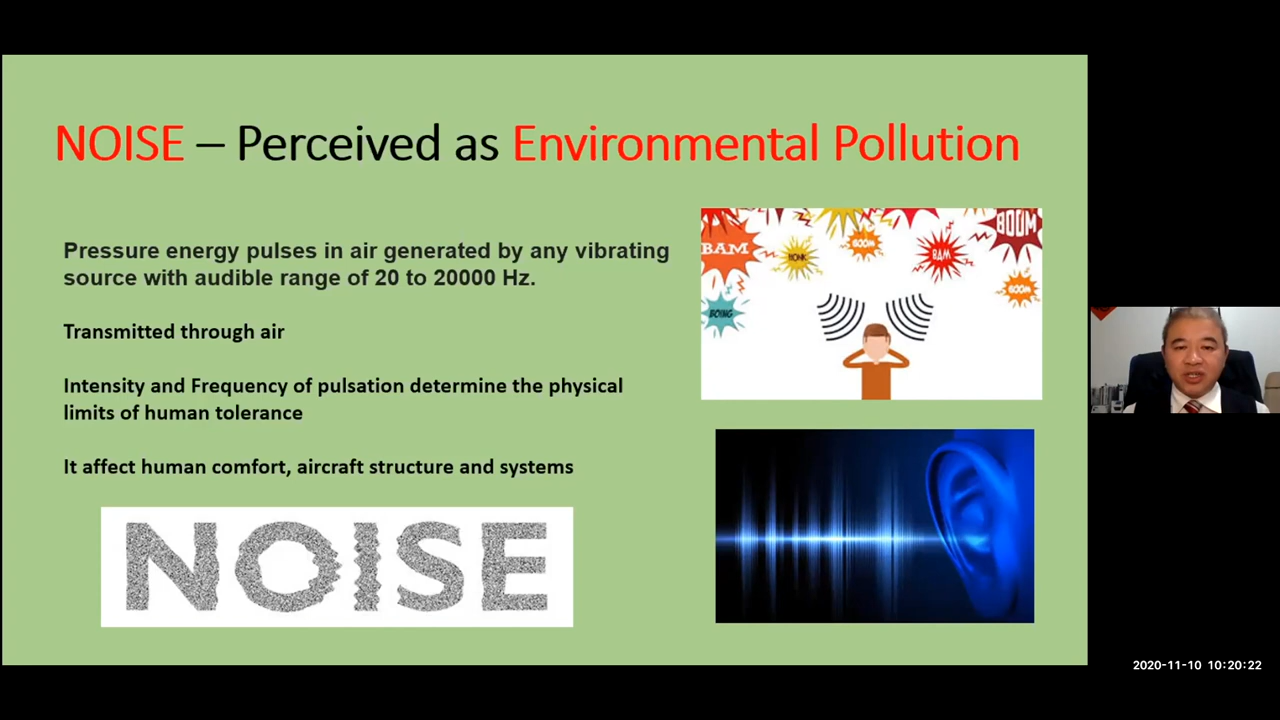 NOISE – Perceived as Environmental Pollution
Pressure energy pulses in air generated by any vibrating
source with audible range of 20 to 20000 Hz.
Transmitted through air
Intensity and Frequency of pulsation determine the physical
limits of human tolerance
It affect human comfort, aircraft structure and systems
NOISE
BOOM
BAM
HONK
BOOM
BAM
BOOM
BOING
2020-11-10 10:20:22